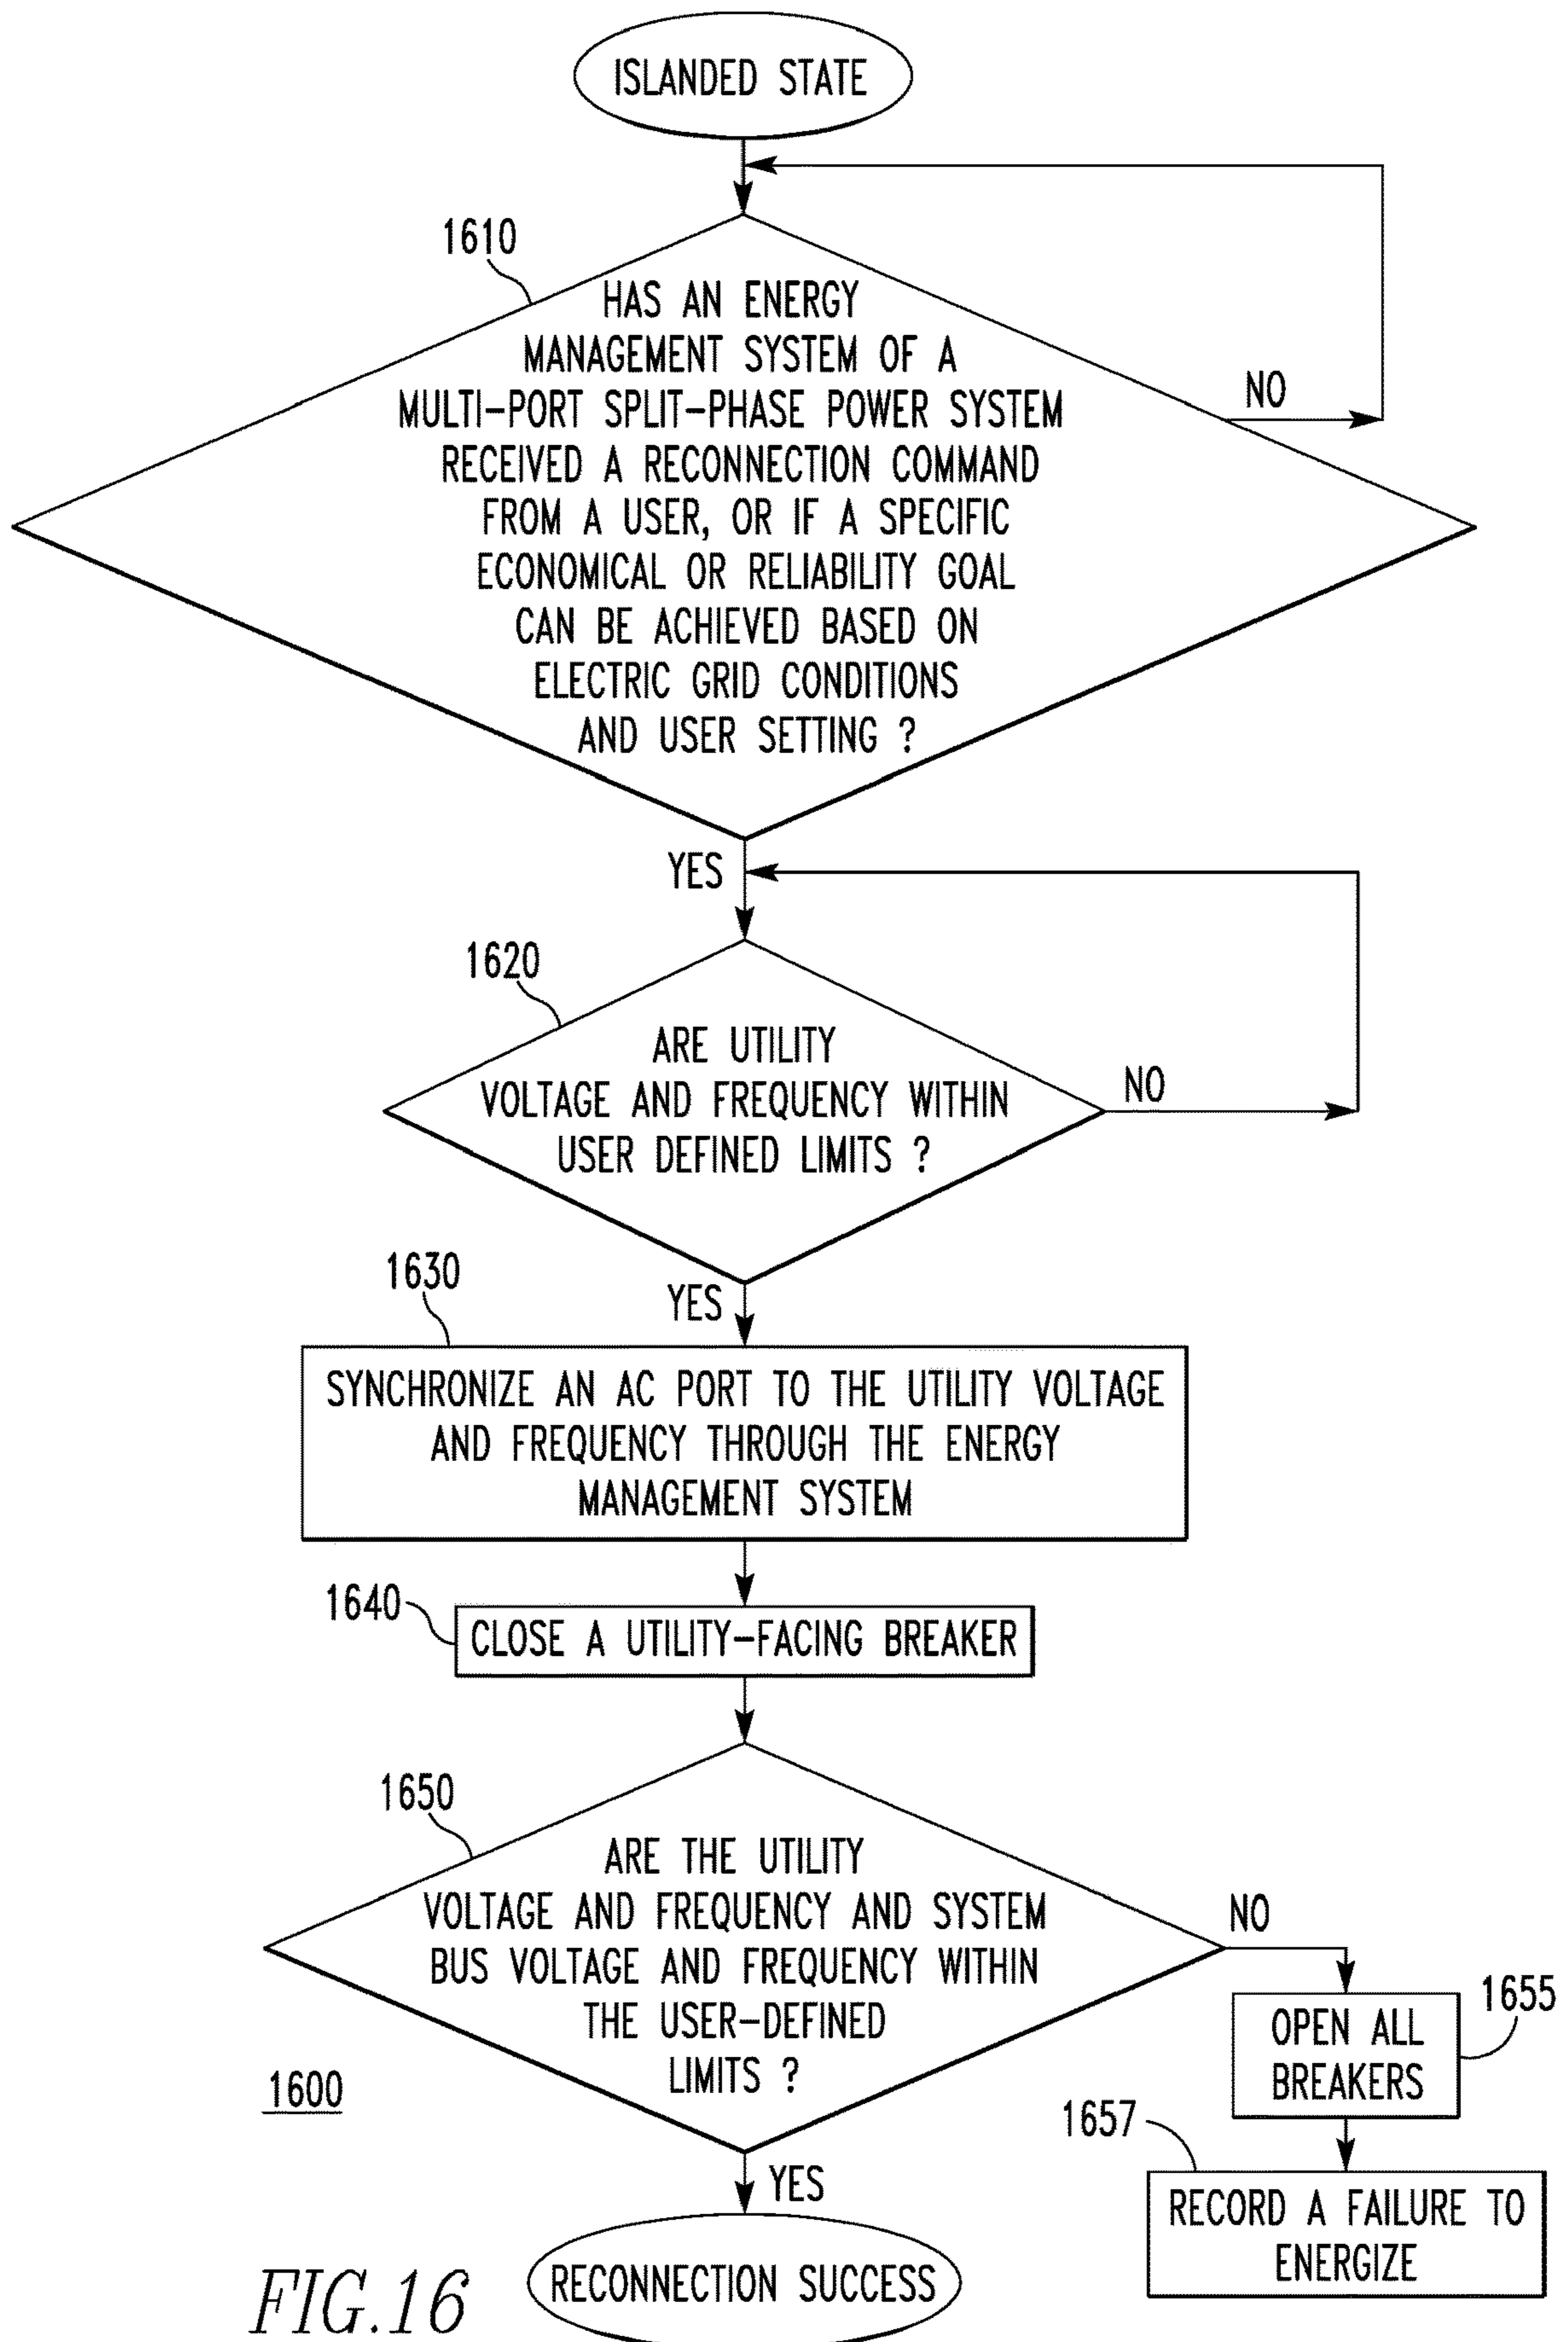 ISLANDED STATE
1610
HAS AN ENERGY
MANAGEMENT SYSTEM OF A
MULTI-PORT SPLIT-PHASE POWER SYSTEM
RECEIVED A RECONNECTION COMMAND
FROM A USER, OR IF A SPECIFIC
ECONOMICAL OR RELIABILITY GOAL
CAN BE ACHIEVED BASED ON
ELECTRIC GRID CONDITIONS
AND USER SETTING ?
NO
YES
1620
ARE UTILITY
VOLTAGE AND FREQUENCY WITHIN
USER DEFINED LIMITS ?
NO
YES
1630
SYNCHRONIZE AN AC PORT TO THE UTILITY VOLTAGE
AND FREQUENCY THROUGH THE ENERGY
MANAGEMENT SYSTEM
1640
CLOSE A UTILITY-FACING BREAKER
1650
ARE THE UTILITY
VOLTAGE AND FREQUENCY AND SYSTEM
BUS VOLTAGE AND FREQUENCY WITHIN
THE USER-DEFINED
LIMITS ?
NO
1655
OPEN ALL
BREAKERS
1657
RECORD A FAILURE TO
ENERGIZE
1600
YES
RECONNECTION SUCCESS
FIG.16